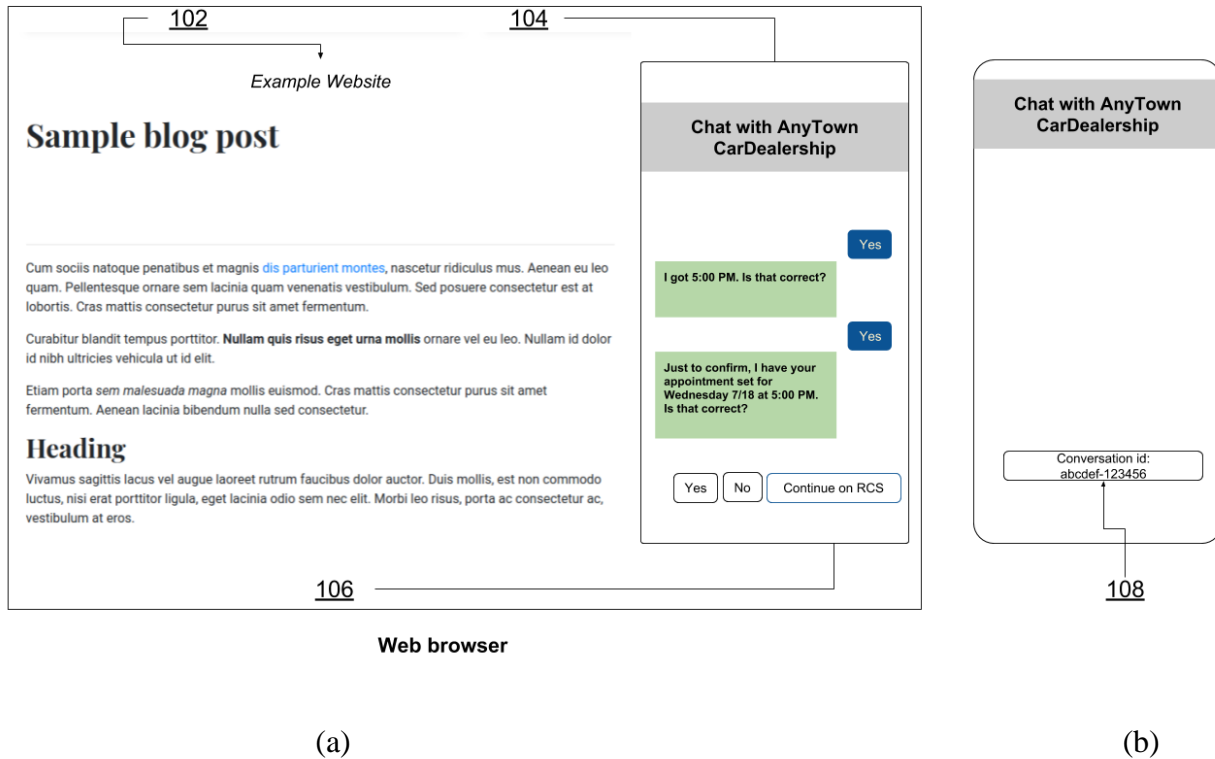 102
104
Example Website
Sample blog post
Cum sociis natoque penatibus et magnis dis parturient montes, nascetur ridiculus mus. Aenean eu leo
quam. Pellentesque ornare sem lacinia quam venenatis vestibulum. Sed posuere consectetur est at
lobortis. Cras mattis consectetur purus sit amet fermentum.
Curabitur blandit tempus porttitor. Nullam quis risus eget urna mollis ornare vel eu leo. Nullam id dolor
id nibh ultricies vehicula ut id elit.
Etiam porta sem malesuada magna mollis euismod. Cras mattis consectetur purus sit amet
fermentum. Aenean lacinia bibendum nulla sed consectetur.
Heading
Vivamus sagittis lacus vel augue laoreet rutrum faucibus dolor auctor. Duis mollis, est non commodo
luctus, nisi erat porttitor ligula, eget lacinia odio sem nec elit. Morbi leo risus, porta ac consectetur ac,
vestibulum at eros.
Chat with AnyTown
CarDealership
Yes
I got 5:00 PM. Is that correct?
Yes
Just to confirm, I have your
appointment set for
Wednesday 7/18 at 5:00 PM.
Is that correct?
Yes
No
Continue on RCS
106
Web browser
(a)
Chat with AnyTown
CarDealership
Conversation id:
abcdef-123456
108
(b)